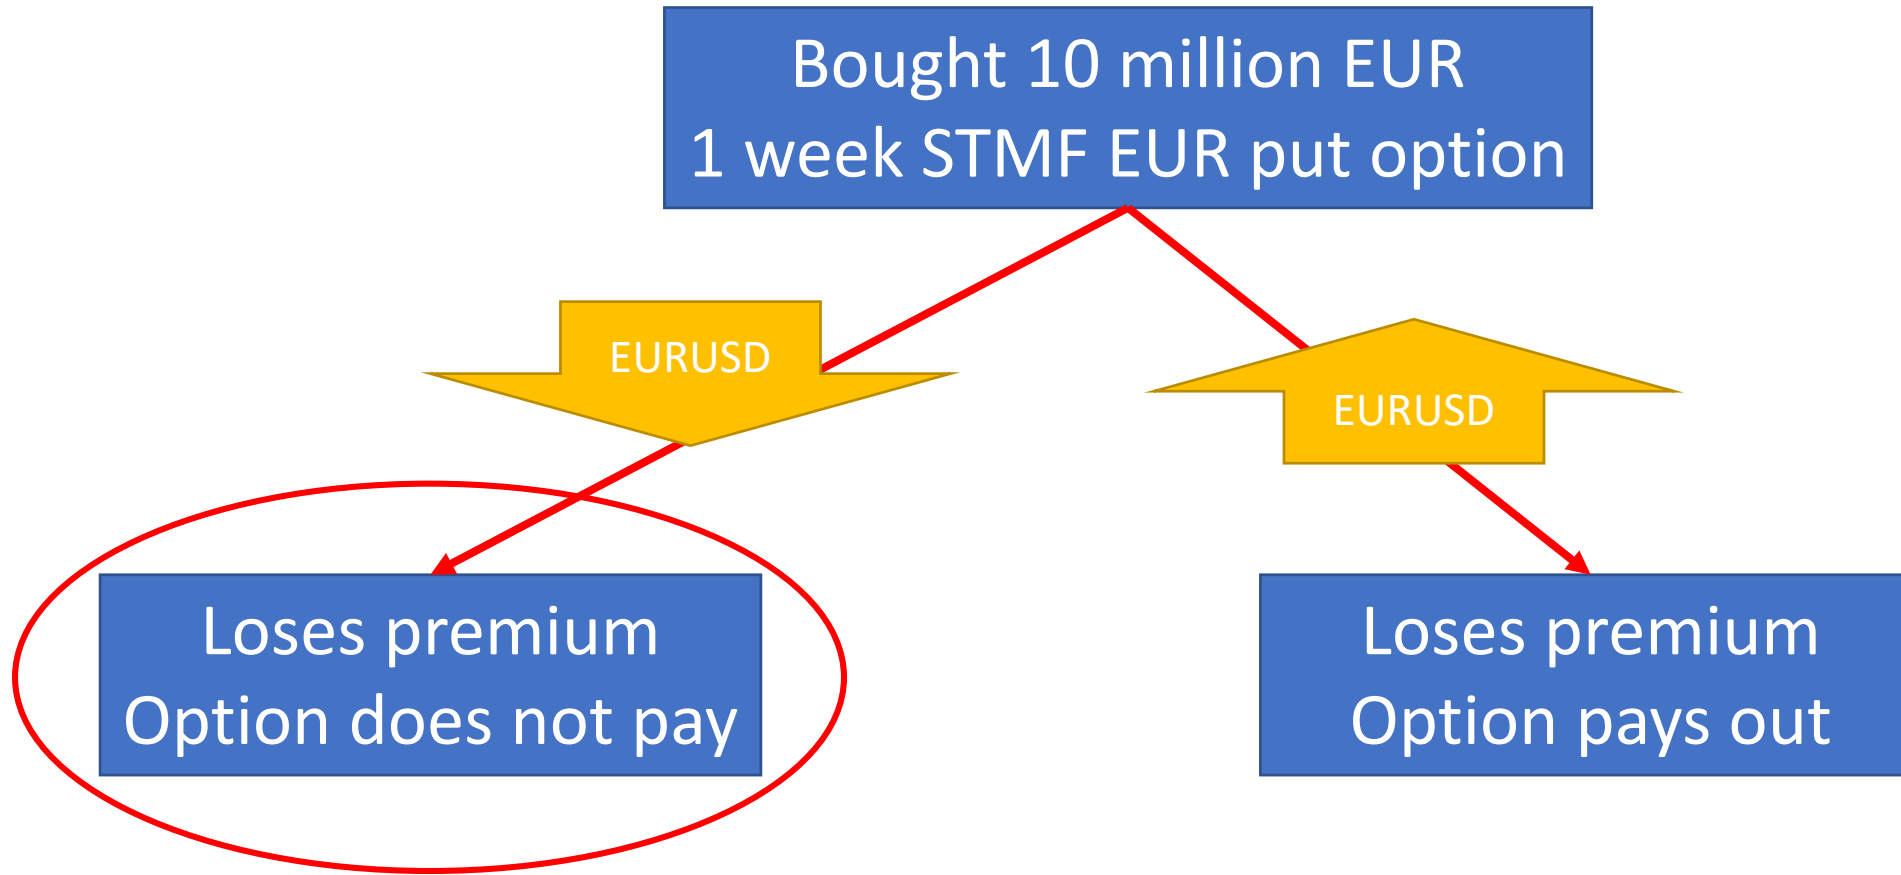 Bought 10 million EUR
1 week STMF EUR put option
EURUSD
EURUSD
Loses premium
Option does not pay
Loses premium
Option pays out